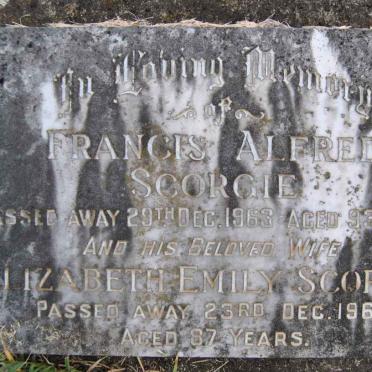 In Loving Memory
of
FRANCIS ALFRED
SCORGIE
PASSED AWAY 29TH DEC. 1963 AGED
AND HIS BELOVED WIFE
ELIZABETH EMILY
PASSED AWAY 23RD DEC.
AGED 87 YEARS.